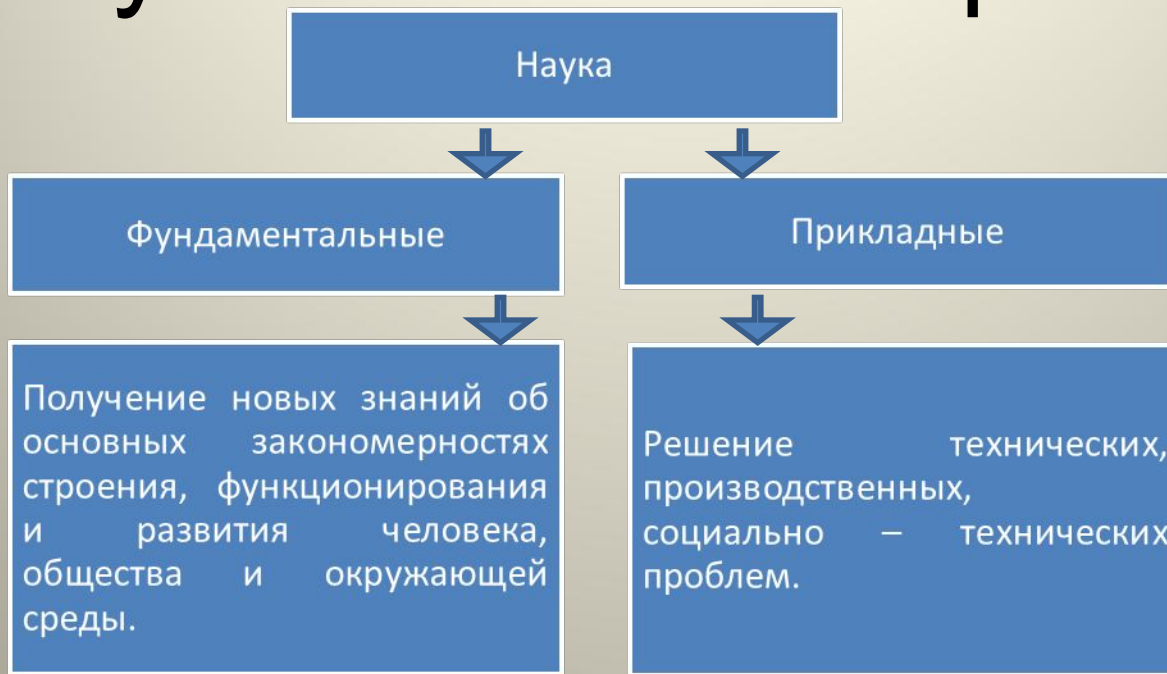 Наука
Фундаментальные
Прикладные
Получение новых знаний об
основных закономерностях
строения, функционирования
и развития человека,
общества и окружающей
среды.
Решение технических,
производственных,
социально – технических
проблем.